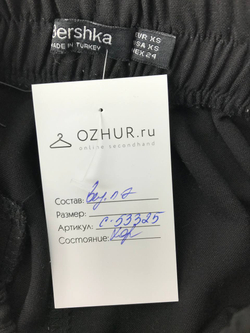 Bershka
MADE IN TURKEY
EUR XS
USA XS
MEX 24
OZHUR.ru
online secondhand
Состав:
Размер:
Артикул: с-53325
Состояние: